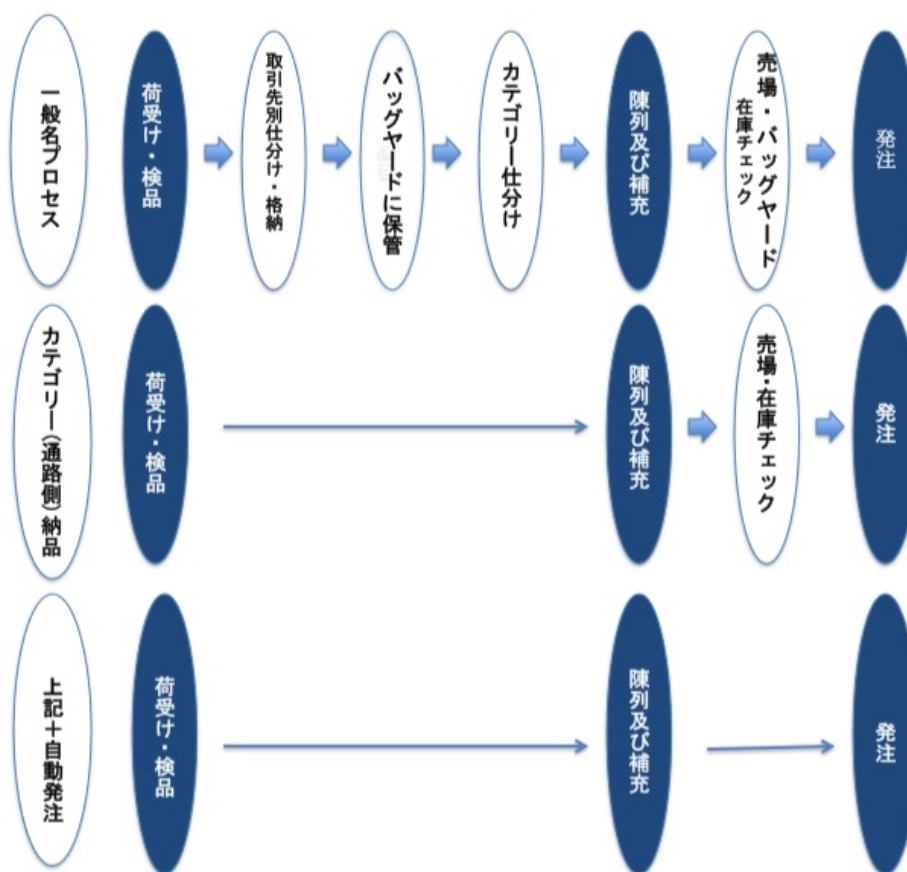 一般名プロセス
荷受け・検品
取引先別仕分け・格納
バッグヤードに保管
カテゴリー仕分け
陳列及び補充
売場・バッグヤード
在庫チェック
発注
カテゴリー(通路側)納品
荷受け・検品
陳列及び補充
売場・在庫チェック
発注
上記＋自動発注
荷受け・検品
陳列及び補充
発注